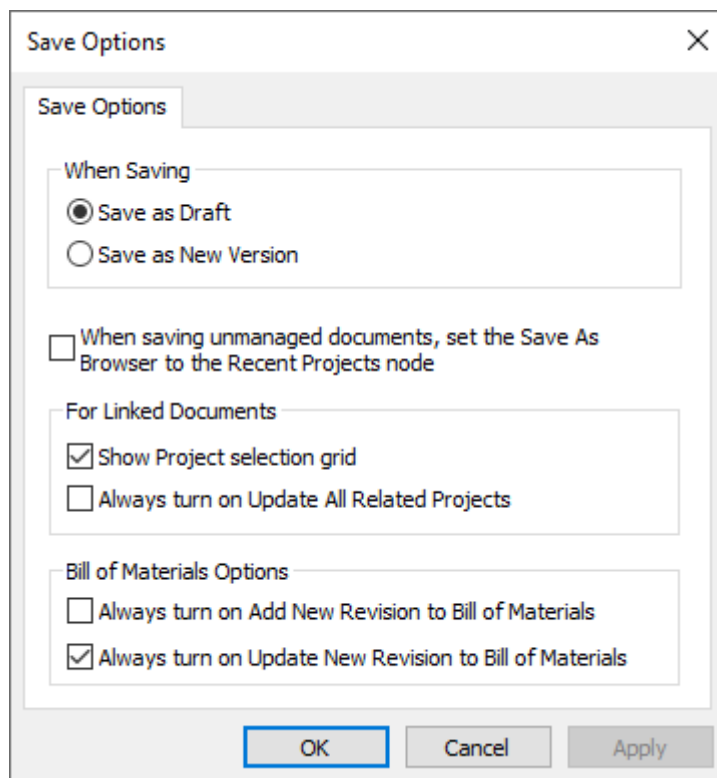 Save Options
Save Options
When Saving
Save as Draft
Save as New Version
When saving unmanaged documents, set the Save As
Browser to the Recent Projects node
For Linked Documents
Show Project selection grid
Always turn on Update All Related Projects
Bill of Materials Options
Always turn on Add New Revision to Bill of Materials
Always turn on Update New Revision to Bill of Materials
OK Cancel Apply